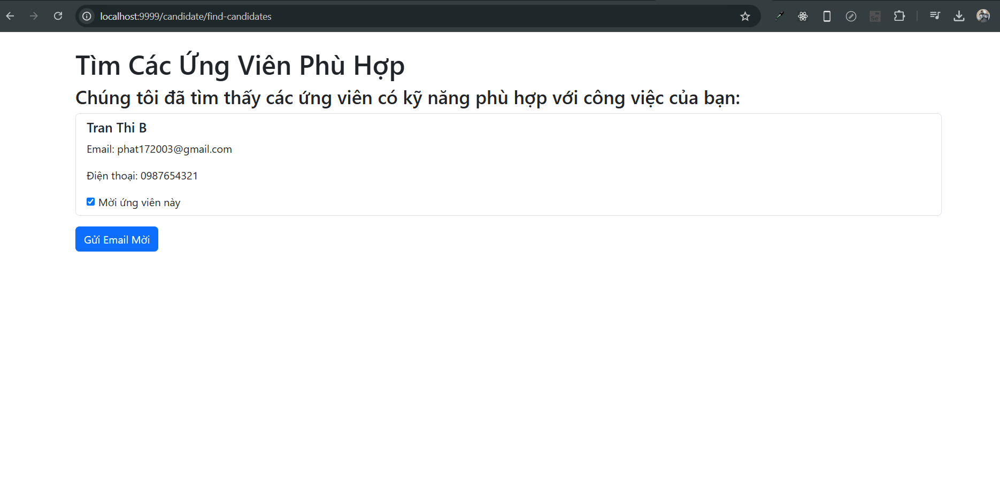 localhost:9999/candidate/find-candidates
Tìm Các Ứng Viên Phù Hợp
Chúng tôi đã tìm thấy các ứng viên có kỹ năng phù hợp với công việc của bạn:
Tran Thi B
Email: phat172003@gmail.com
Điện thoại: 0987654321
Mời ứng viên này
Gửi Email Mời